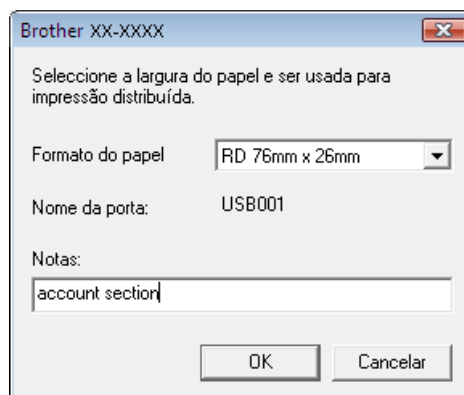 Brother XX-XXXX
Seleccione a largura do papel e ser usada para
impressão distribuída.
Formato do papel
RD 76mm x 26mm
Nome da porta:
USB001
Notas:
account section
OK
Cancelar